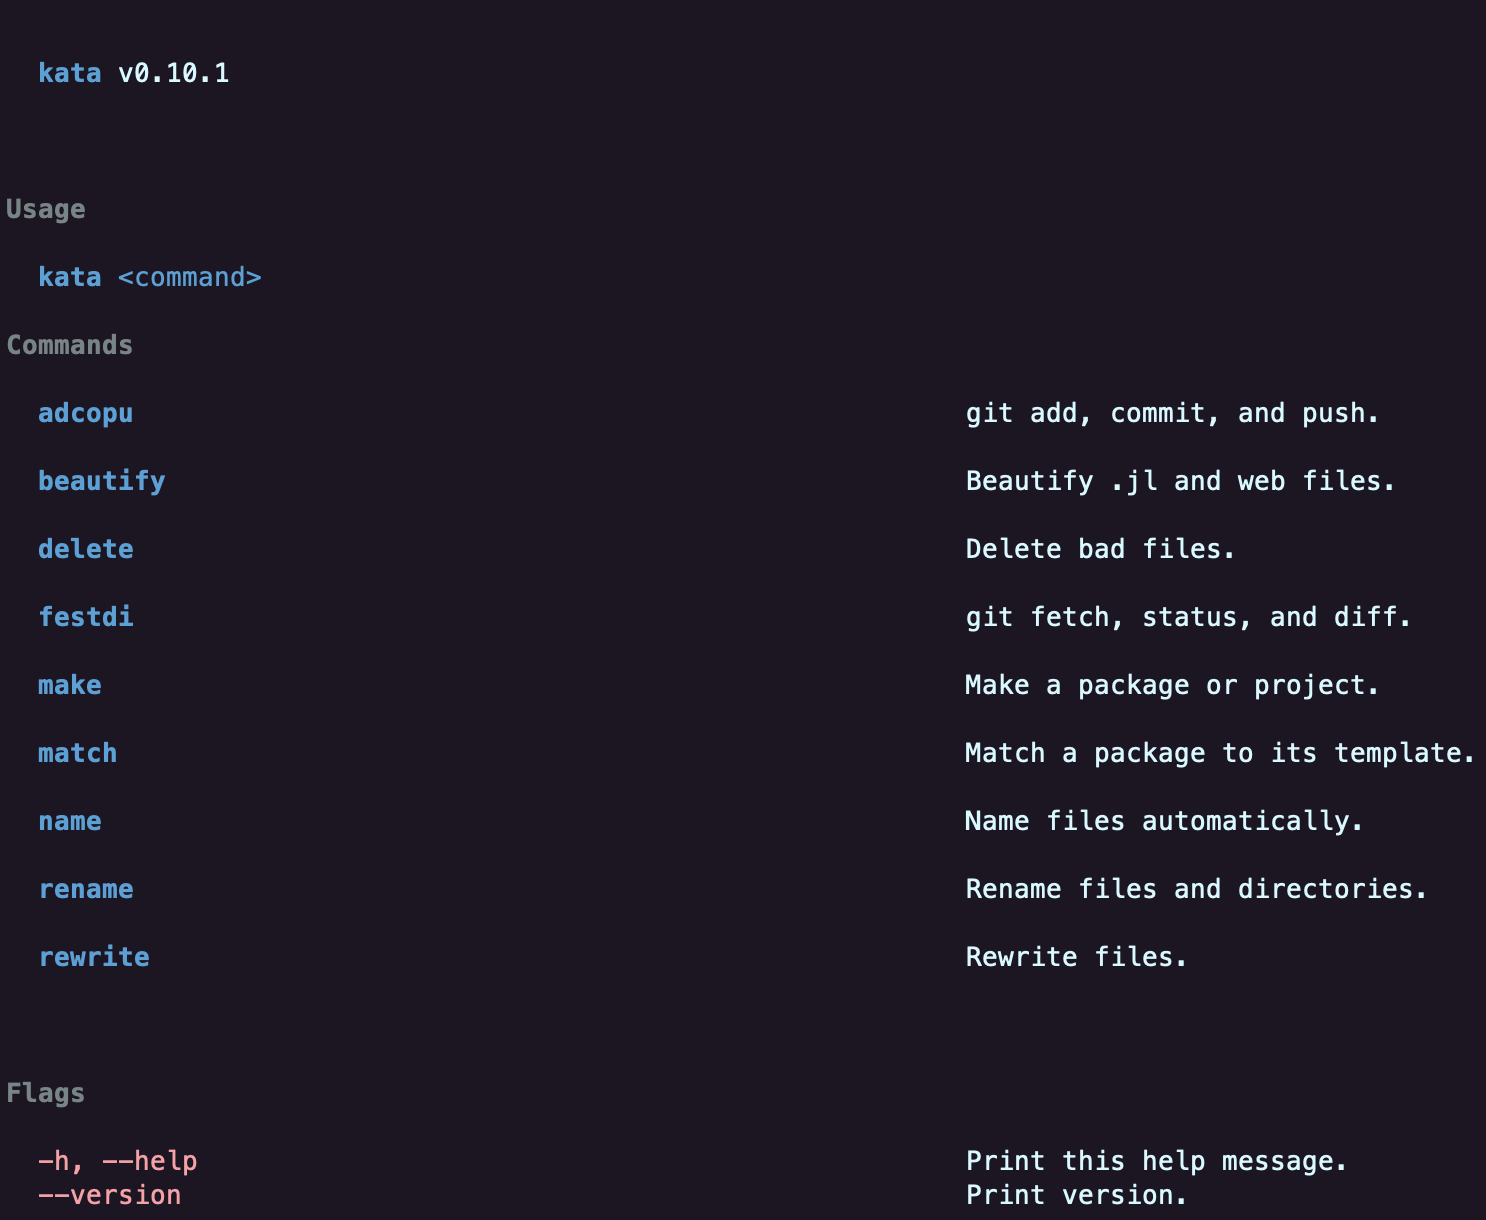 kata v0.10.1
Usage
kata <command>
Commands
adcopu git add, commit, and push.
beautify Beautify .jl and web files.
delete Delete bad files.
festdi git fetch, status, and diff.
make Make a package or project.
match Match a package to its template.
name Name files automatically.
rename Rename files and directories.
rewrite Rewrite files.
Flags
-h, --help Print this help message.
--version Print version.